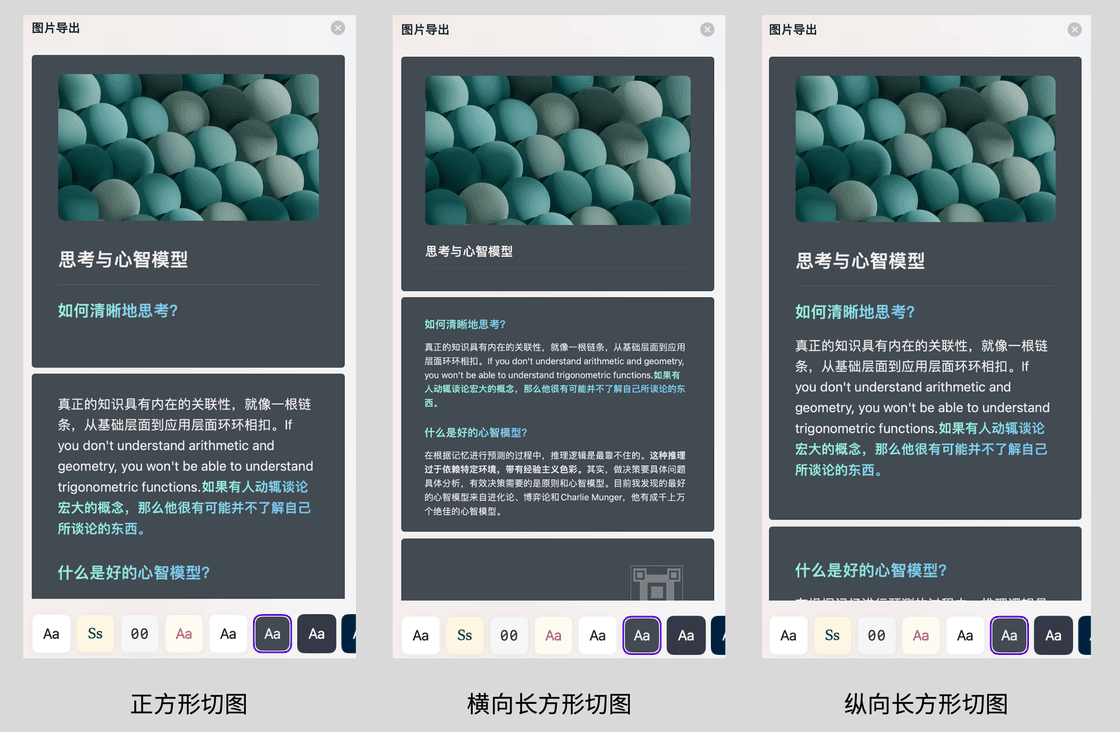 图片导出
思考与心智模型
如何清晰地思考?
真正的知识具有内在的关联性，就像一根链
条，从基础层面到应用层面环环相扣。If
you don't understand arithmetic and
geometry, you won't be able to understand
trigonometric functions.如果有人动辄谈论
宏大的概念，那么他很有可能并不了解自己
所谈论的东西。
什么是好的心智模型?
Aa
Ss
00
Aa
Aa
Aa
Aa
正方形切图
图片导出
思考与心智模型
如何清晰地思考?
真正的知识具有内在的关联性，就像一根链条，从基础层面到应用
层面环环相扣。If you don't understand arithmetic and geometry,
you won't be able to understand trigonometric functions.如果有
人动辄谈论宏大的概念，那么他很有可能并不了解自己所谈论的东
西。
什么是好的心智模型?
在根据记忆进行预测的过程中，推理逻辑是最靠不住的。这种推理
过于依赖特定环境，带有经验主义色彩。其实，做决策要具体问题
具体分析，有效决策需要的是原则和心智模型。目前我发现的最好
的心智模型来自进化论、博弈论和 Charlie Munger，他有成千上万
个绝佳的心智模型。
Aa
Ss
00
Aa
Aa
Aa
Aa
横向长方形切图
图片导出
思考与心智模型
如何清晰地思考?
真正的知识具有内在的关联性，就像一根链
条，从基础层面到应用层面环环相扣。If
you don't understand arithmetic and
geometry, you won't be able to understand
trigonometric functions.如果有人动辄谈论
宏大的概念，那么他很有可能并不了解自己
所谈论的东西。
什么是好的心智模型?
Aa
Ss
00
Aa
Aa
Aa
Aa
纵向长方形切图